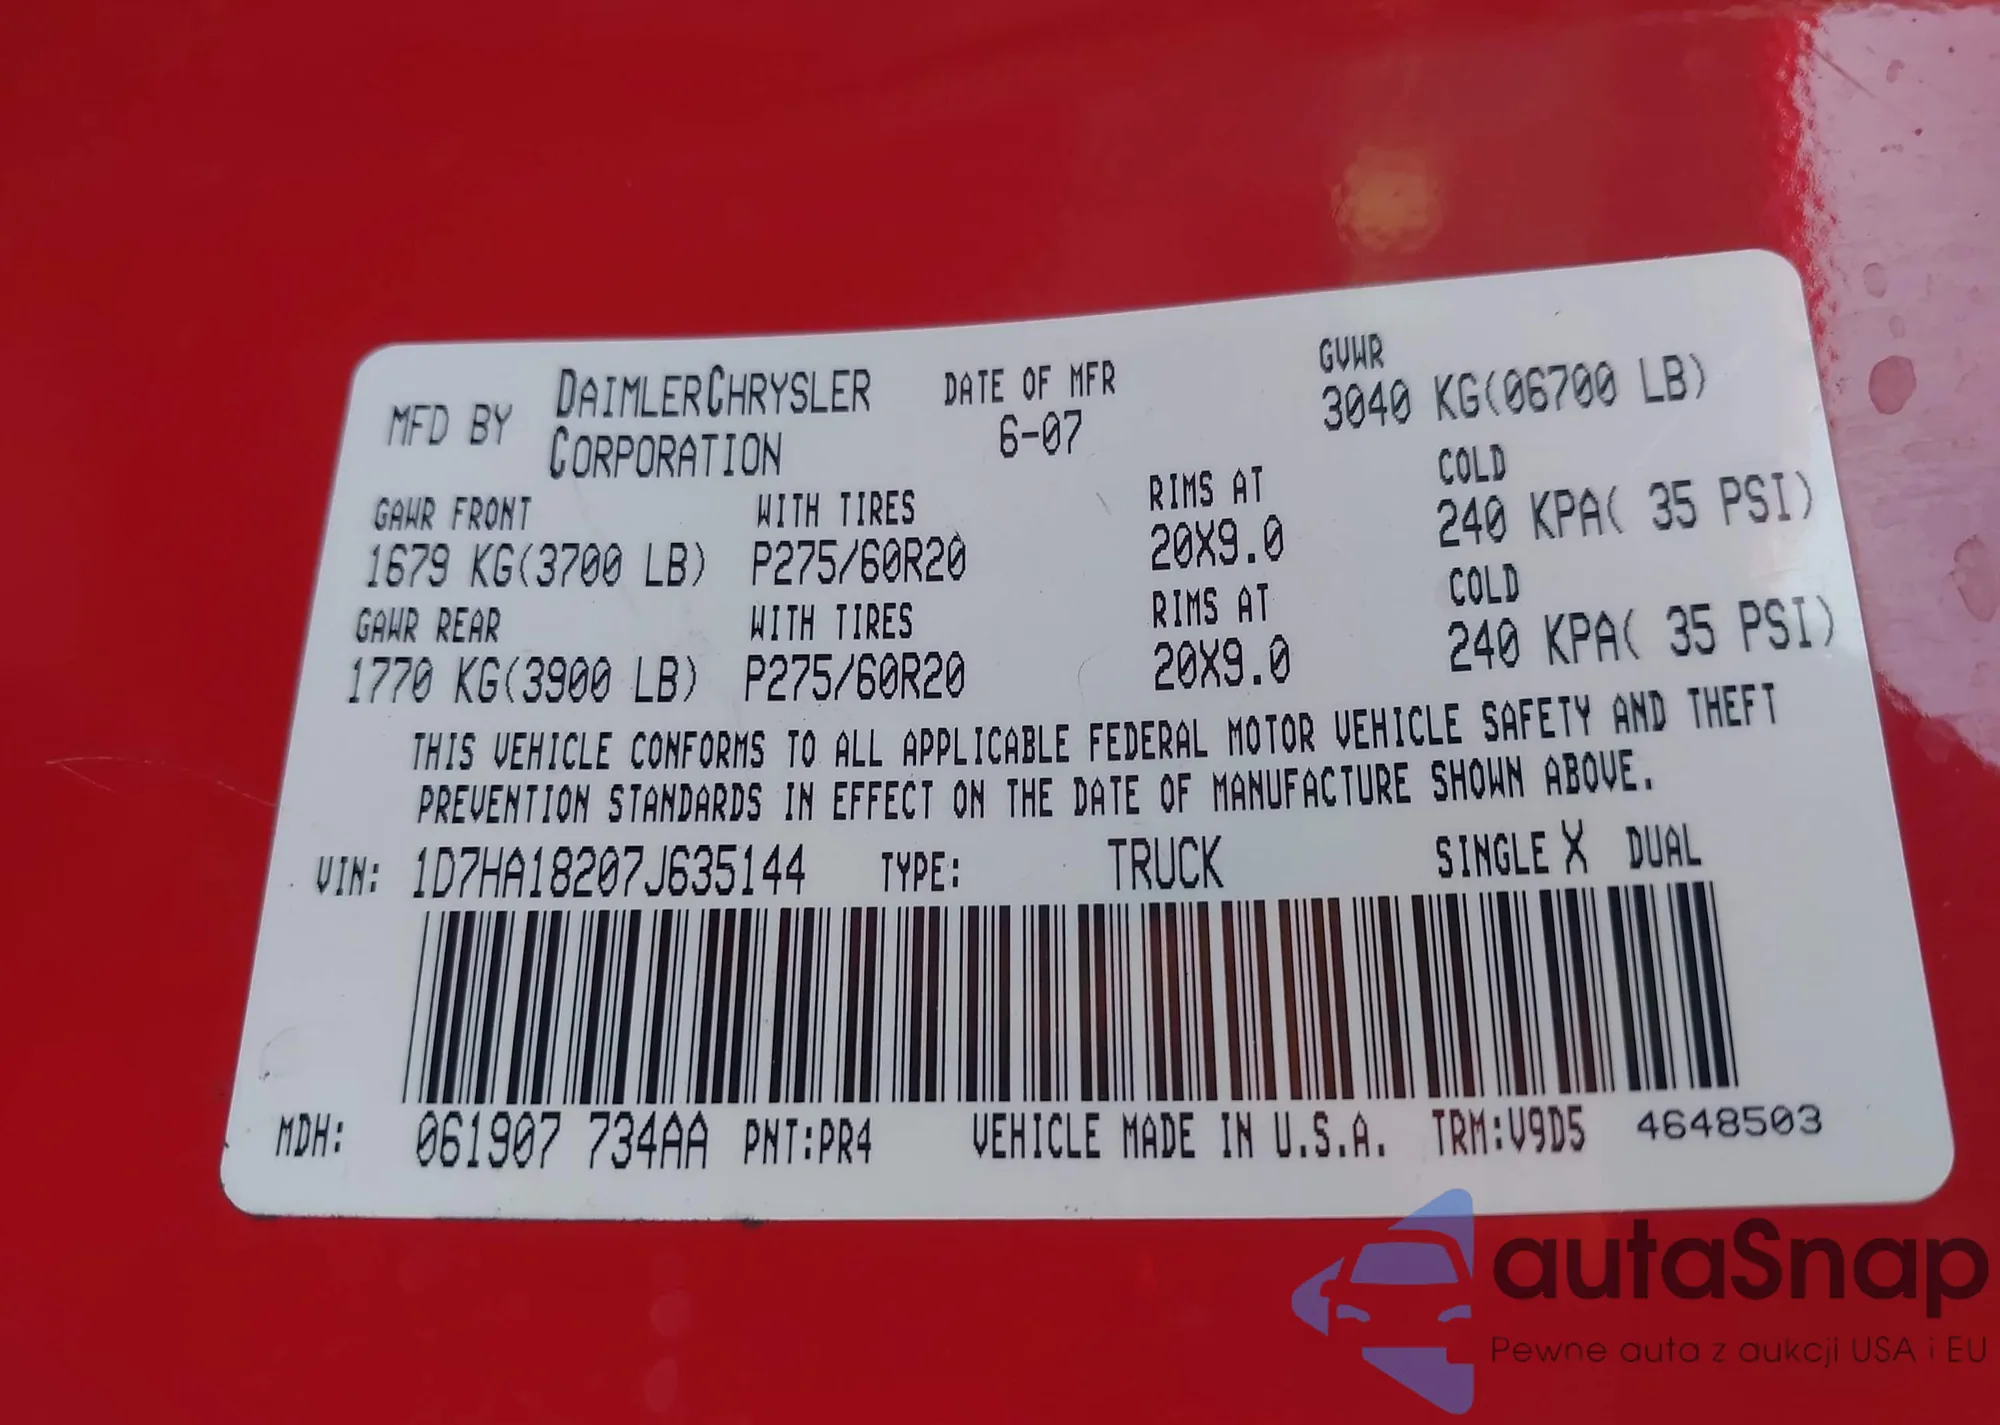 MFD BY DAIMLERCHRYSLER CORPORATION DATE OF MFR 6-07 GVWR 3040 KG(06700 LB)
GAWR FRONT WITH TIRES RIMS AT COLD
1679 KG(3700 LB) P275/60R20 20X9.0 240 KPA( 35 PSI)
GAWR REAR WITH TIRES RIMS AT COLD
1770 KG(3900 LB) P275/60R20 20X9.0 240 KPA( 35 PSI)
THIS VEHICLE CONFORMS TO ALL APPLICABLE FEDERAL MOTOR VEHICLE SAFETY AND THEFT
PREVENTION STANDARDS IN EFFECT ON THE DATE OF MANUFACTURE SHOWN ABOVE.
VIN: 1D7HA18207J635144 TYPE: TRUCK SINGLE X DUAL
MDH: 061907 734AA PNT:PR4 VEHICLE MADE IN U.S.A. TRM:V9D5 4648503
autaSnap
Pewne auta z aukcji USA i EU